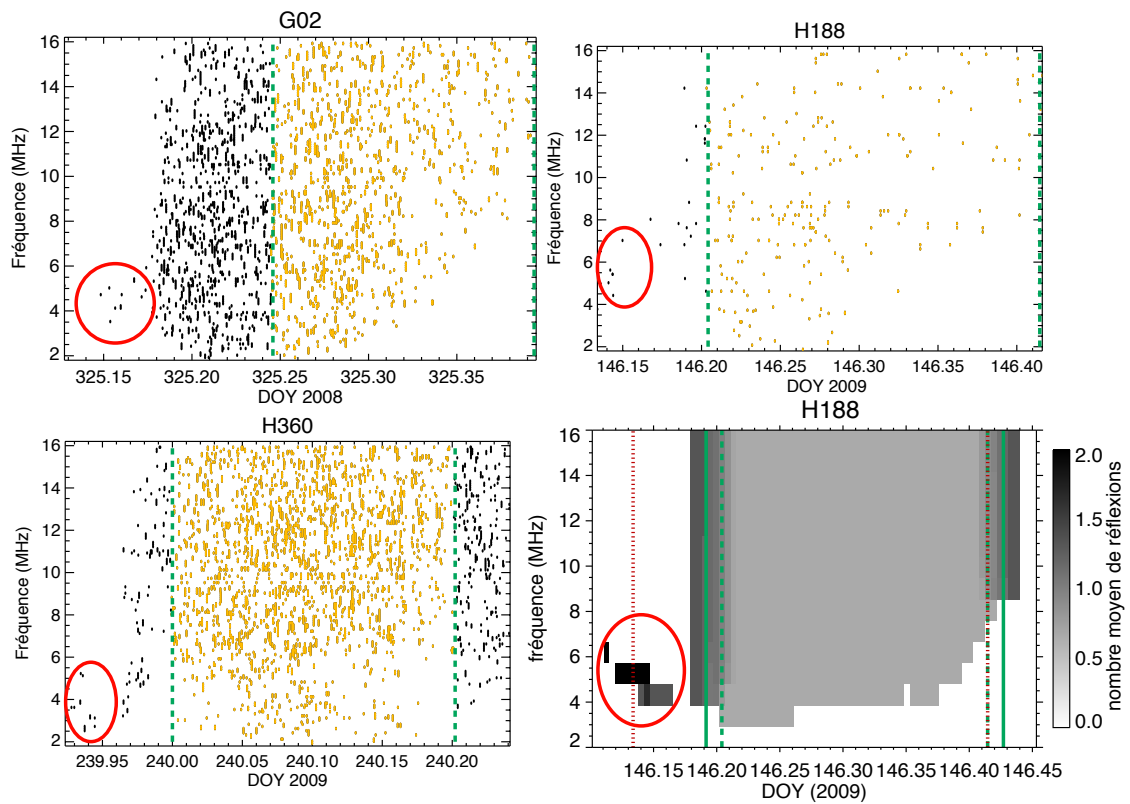 G02
16
14
12
10
8
6
4
2
Fréquence (MHz)
325.15 325.20 325.25 325.30 325.35
DOY 2008
H188
16
14
12
10
8
6
4
2
Fréquence (MHz)
146.15 146.20 146.25 146.30 146.35 146.40
DOY 2009
H360
16
14
12
10
8
6
4
2
Fréquence (MHz)
239.95 240.00 240.05 240.10 240.15 240.20
DOY 2009
H188
16
14
12
10
8
6
4
2
fréquence (MHz)
146.15 146.20 146.25 146.30 146.35 146.40 146.45
DOY (2009)
2.0
1.5
1.0
0.5
0.0
nombre moyen de réflexions